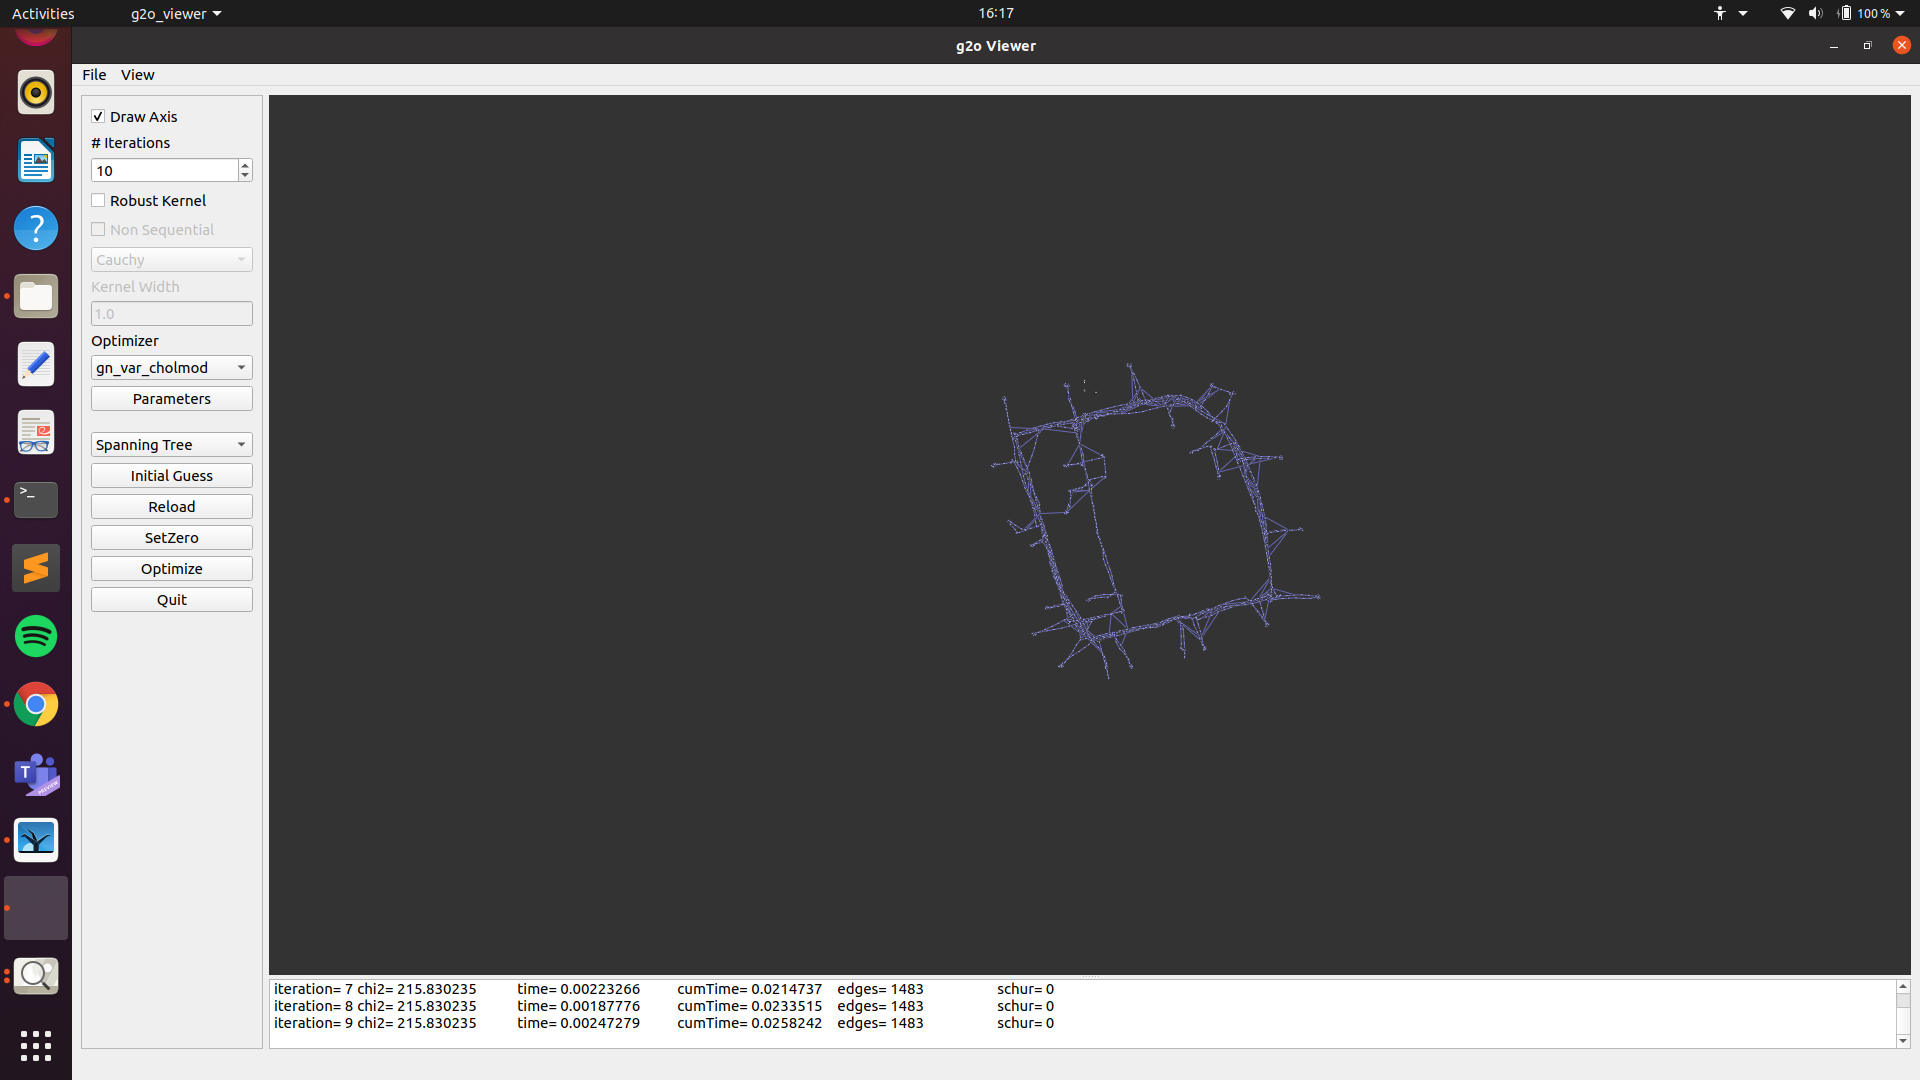 Activities g2o_viewer 16:17 100 %
g2o Viewer
File View
Draw Axis
# Iterations
10
Robust Kernel
Non Sequential
Cauchy
Kernel Width
1.0
Optimizer
gn_var_cholmod
Parameters
Spanning Tree
Initial Guess
Reload
SetZero
Optimize
Quit
iteration= 7 chi2= 215.830235 time= 0.00223266 cumTime= 0.0214737 edges= 1483 schur= 0
iteration= 8 chi2= 215.830235 time= 0.00187776 cumTime= 0.0233515 edges= 1483 schur= 0
iteration= 9 chi2= 215.830235 time= 0.00247279 cumTime= 0.0258242 edges= 1483 schur= 0